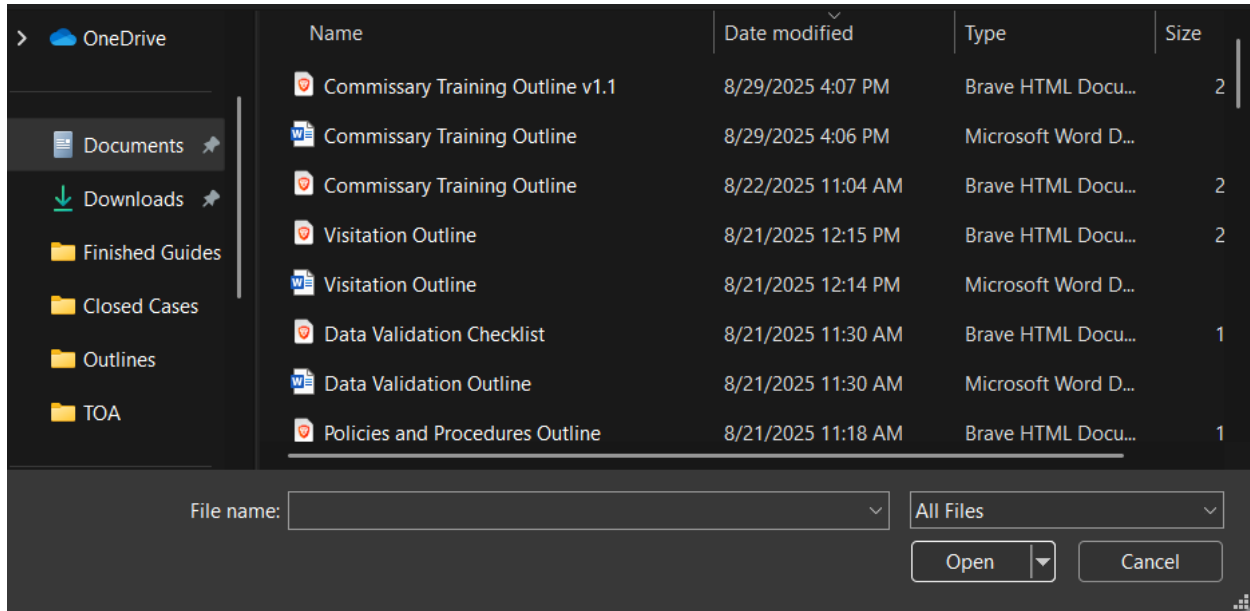 OneDrive
Documents
Downloads
Finished Guides
Closed Cases
Outlines
TOA
Name Date modified Type Size
Commissary Training Outline v1.1 8/29/2025 4:07 PM Brave HTML Docu... 2
Commissary Training Outline 8/29/2025 4:06 PM Microsoft Word D...
Commissary Training Outline 8/22/2025 11:04 AM Brave HTML Docu... 2
Visitation Outline 8/21/2025 12:15 PM Brave HTML Docu... 2
Visitation Outline 8/21/2025 12:14 PM Microsoft Word D...
Data Validation Checklist 8/21/2025 11:30 AM Brave HTML Docu... 1
Data Validation Outline 8/21/2025 11:30 AM Microsoft Word D...
Policies and Procedures Outline 8/21/2025 11:18 AM Brave HTML Docu... 1
File name: All Files
Open Cancel